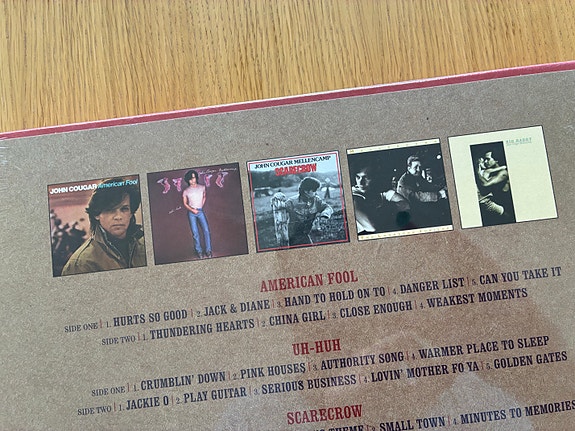 JOHN COUGAR American Fool
JOHN COUGAR MELLENCAMP
SCARECROW
BIG DADDY
AMERICAN FOOL
SIDE ONE | 1. HURTS SO GOOD | 2. JACK & DIANE | 3. HAND TO HOLD ON TO | 4. DANGER LIST | 5. CAN YOU TAKE IT
SIDE TWO | 1. THUNDERING HEARTS | 2. CHINA GIRL | 3. CLOSE ENOUGH | 4. WEAKEST MOMENTS
UH-HUH
SIDE ONE | 1. CRUMBLIN' DOWN | 2. PINK HOUSES | 3. AUTHORITY SONG | 4. WARMER PLACE TO SLEEP
SIDE TWO | 1. JACKIE O | 2. PLAY GUITAR | 3. SERIOUS BUSINESS | 4. LOVIN' MOTHER FO YA | 5. GOLDEN GATES
SCARECROW
THEME | 3. SMALL TOWN | 4. MINUTES TO MEMORIES